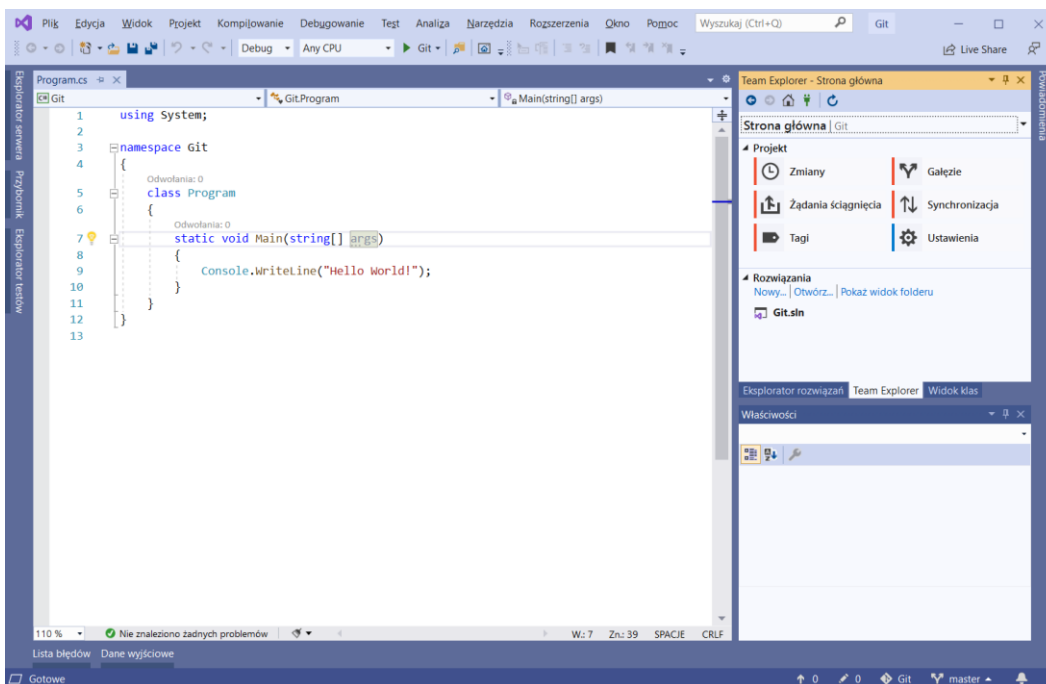 Plik Edycja Widok Projekt Kompilowanie Debugowanie Test Analiza Narzędzia Rozszerzenia Okno Pomoc Wyszukaj (Ctrl+Q) Git
Debug Any CPU Git Live Share
Eksplorator serwera
Przybornik
Eksplorator testów
Program.cs
Git Git.Program Main(string[] args)
1 using System;
2
3 namespace Git
4 {
Odwołania: 0
5 class Program
6 {
Odwołania: 0
7 static void Main(string[] args)
8 {
9 Console.WriteLine("Hello World!");
10 }
11 }
12 }
13
110 % Nie znaleziono żadnych problemów W.: 7 Zn.: 39 SPACJE CRLF
Team Explorer - Strona główna
Strona główna | Git
Projekt
Zmiany Gałęzie
Żądania ściągnięcia Synchronizacja
Tagi Ustawienia
Rozwiązania
Nowy... | Otwórz... | Pokaż widok folderu
Git.sln
Eksplorator rozwiązań Team Explorer Widok klas
Właściwości
Powiadomienia
Lista błędów Dane wyjściowe
Gotowe 0 0 Git master